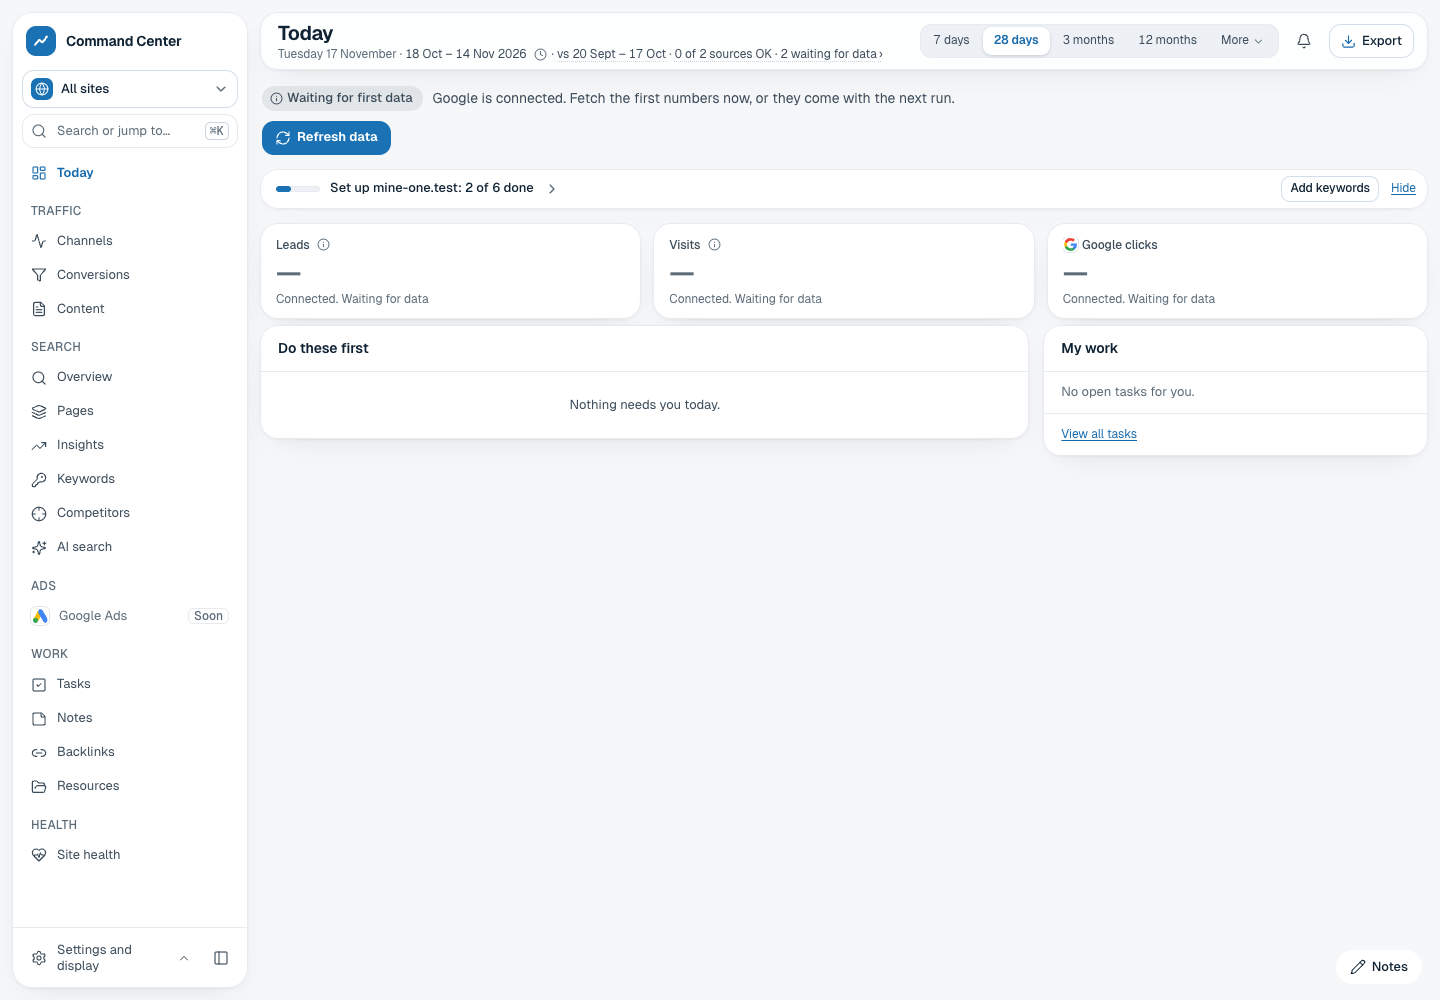 Command Center
All sites
Search or jump to... ⌘K
Today
TRAFFIC
Channels
Conversions
Content
SEARCH
Overview
Pages
Insights
Keywords
Competitors
AI search
ADS
Google Ads Soon
WORK
Tasks
Notes
Backlinks
Resources
HEALTH
Site health
Settings and
display
Today
Tuesday 17 November · 18 Oct – 14 Nov 2026 · vs 20 Sept – 17 Oct · 0 of 2 sources OK · 2 waiting for data ›
7 days 28 days 3 months 12 months More
Export
Waiting for first data Google is connected. Fetch the first numbers now, or they come with the next run.
Refresh data
Set up mine-one.test: 2 of 6 done
Add keywords Hide
Leads
—
Connected. Waiting for data
Visits
—
Connected. Waiting for data
Google clicks
—
Connected. Waiting for data
Do these first
Nothing needs you today.
My work
No open tasks for you.
View all tasks
Notes